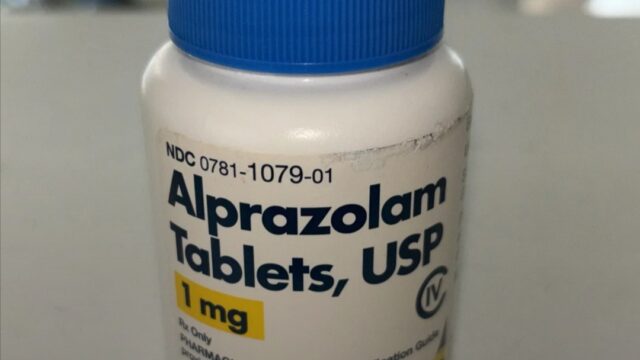 NDC 0781-1079-01
Alprazolam
Tablets, USP
CIV
1 mg
Rx Only